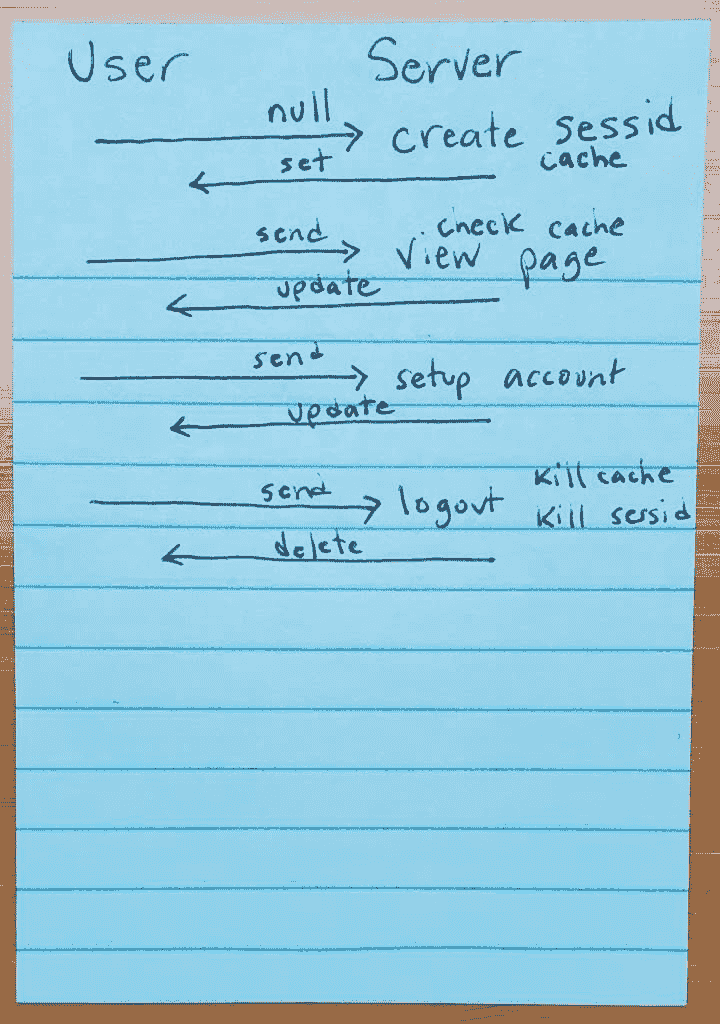 User Server
null
create sessid
set cache
send check cache
view page
update
send
setup account
update
send logout kill cache
kill sessid
delete